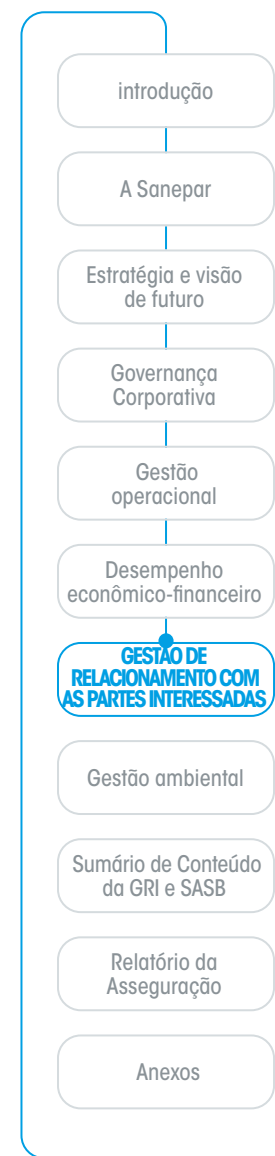 introdução
A Sanepar
Estratégia e visão
de futuro
Governança
Corporativa
Gestão
operacional
Desempenho
econômico-financeiro
GESTÃO DE
RELACIONAMENTO COM
AS PARTES INTERESSADAS
Gestão ambiental
Sumário de Conteúdo
da GRI e SASB
Relatório da
Asseguração
Anexos